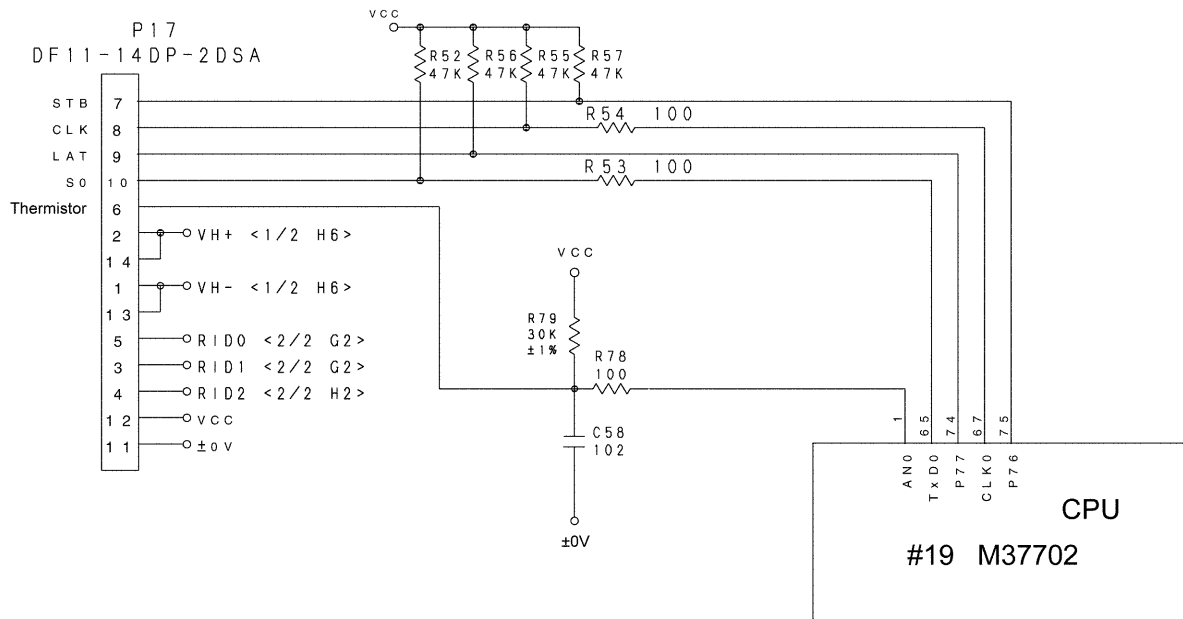 P17
DF11-14DP-2DSA
VCC
R52
47K
R56
47K
R55
47K
R57
47K
STB 7
CLK 8
LAT 9
S0 10
Thermistor 6
2
14
1
13
5
3
4
12
11
R54 100
R53 100
VH+ <1/2 H6>
VH- <1/2 H6>
RID0 <2/2 G2>
RID1 <2/2 G2>
RID2 <2/2 H2>
VCC
±0V
VCC
R79
30K
±1%
R78
100
C58
102
±0V
1
65
74
67
75
AN0
TxD0
P77
CLK0
P76
CPU
#19 M37702